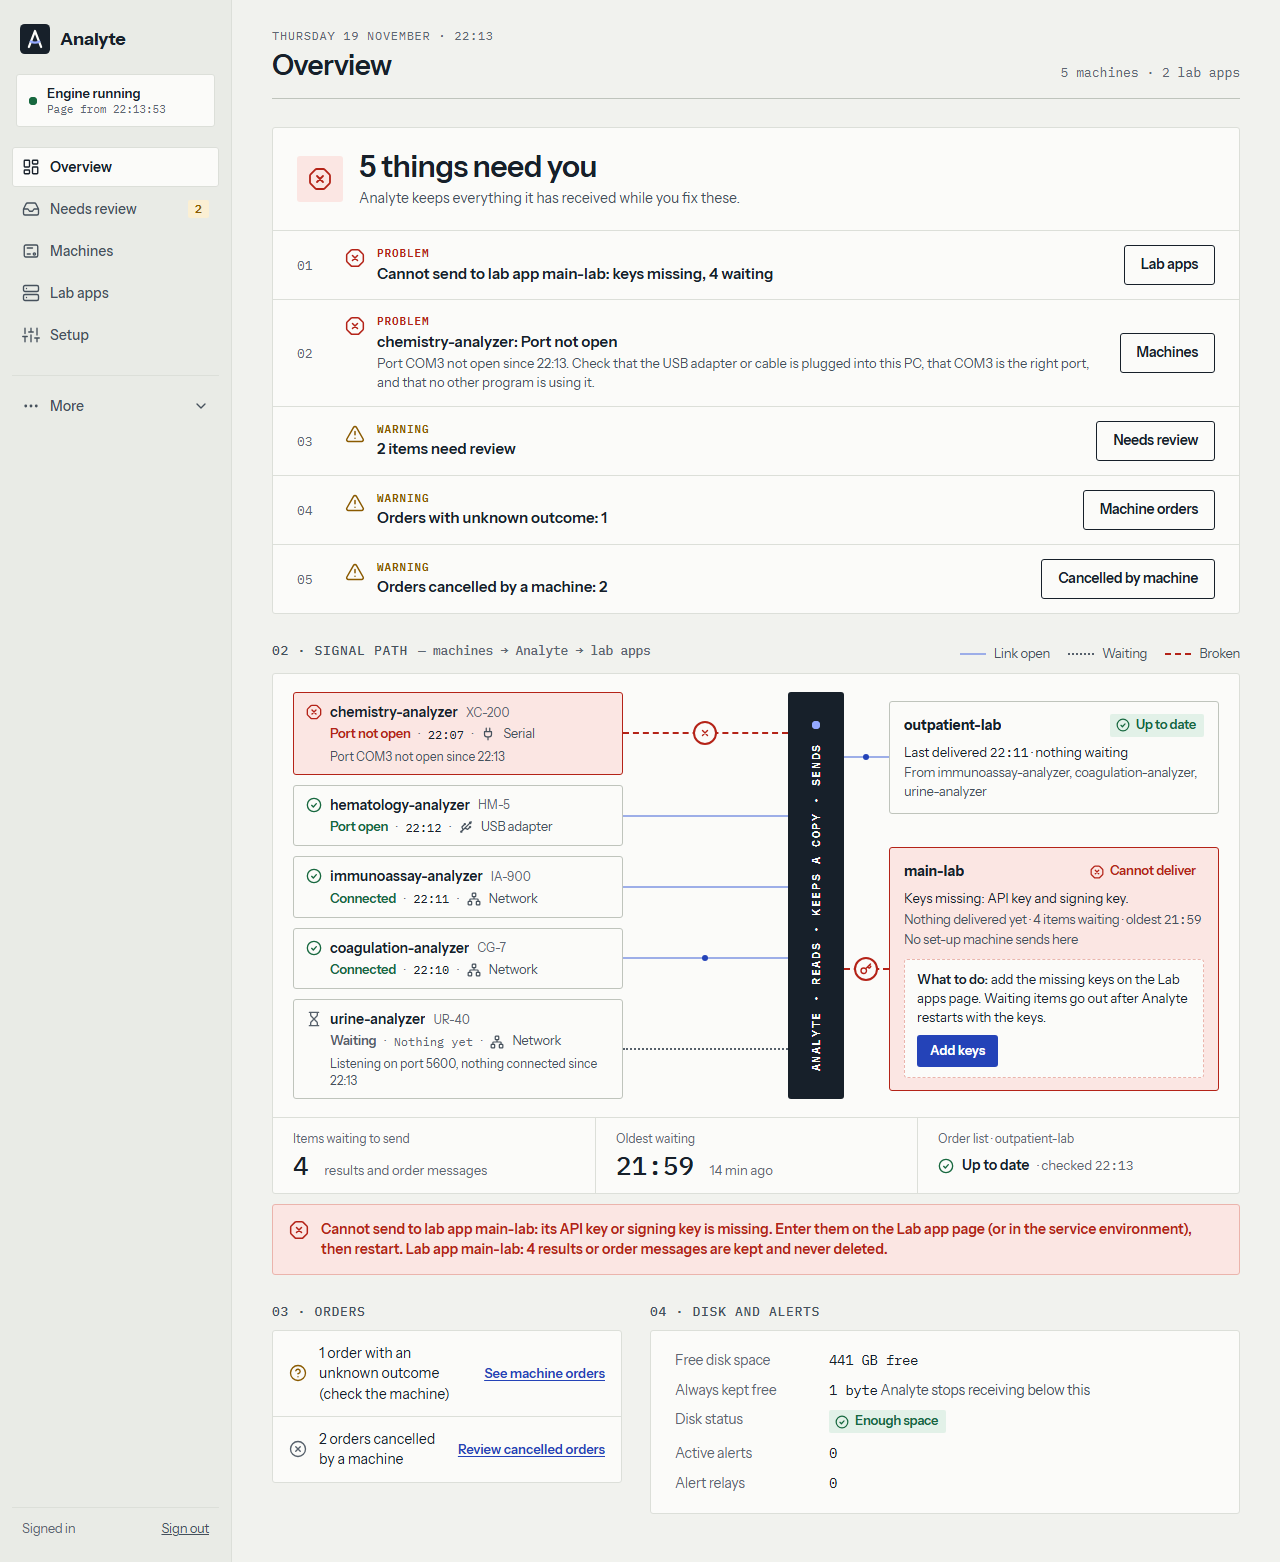 Analyte
Engine running
Page from 22:13:53
Overview
Needs review 2
Machines
Lab apps
Setup
More
Signed in Sign out
THURSDAY 19 NOVEMBER · 22:13
Overview
5 machines · 2 lab apps
5 things need you
Analyte keeps everything it has received while you fix these.
01
PROBLEM
Cannot send to lab app main-lab: keys missing, 4 waiting
Lab apps
02
PROBLEM
chemistry-analyzer: Port not open
Port COM3 not open since 22:13. Check that the USB adapter or cable is plugged into this PC, that COM3 is the right port,
and that no other program is using it.
Machines
03
WARNING
2 items need review
Needs review
04
WARNING
Orders with unknown outcome: 1
Machine orders
05
WARNING
Orders cancelled by a machine: 2
Cancelled by machine
02 · SIGNAL PATH — machines → Analyte → lab apps
Link open Waiting Broken
chemistry-analyzer XC-200
Port not open · 22:07 · Serial
Port COM3 not open since 22:13
hematology-analyzer HM-5
Port open · 22:12 · USB adapter
immunoassay-analyzer IA-900
Connected · 22:11 · Network
coagulation-analyzer CG-7
Connected · 22:10 · Network
urine-analyzer UR-40
Waiting · Nothing yet · Network
Listening on port 5600, nothing connected since
22:13
ANALYTE · READS · KEEPS A COPY · SENDS
outpatient-lab Up to date
Last delivered 22:11 · nothing waiting
From immunoassay-analyzer, coagulation-analyzer,
urine-analyzer
main-lab Cannot deliver
Keys missing: API key and signing key.
Nothing delivered yet · 4 items waiting · oldest 21:59
No set-up machine sends here
What to do: add the missing keys on the Lab
apps page. Waiting items go out after Analyte
restarts with the keys.
Add keys
Items waiting to send
4 results and order messages
Oldest waiting
21:59 14 min ago
Order list · outpatient-lab
Up to date · checked 22:13
Cannot send to lab app main-lab: its API key or signing key is missing. Enter them on the Lab app page (or in the service environment),
then restart. Lab app main-lab: 4 results or order messages are kept and never deleted.
03 · ORDERS
1 order with an
unknown outcome
(check the machine)
See machine orders
2 orders cancelled
by a machine
Review cancelled orders
04 · DISK AND ALERTS
Free disk space 441 GB free
Always kept free 1 byte Analyte stops receiving below this
Disk status Enough space
Active alerts 0
Alert relays 0